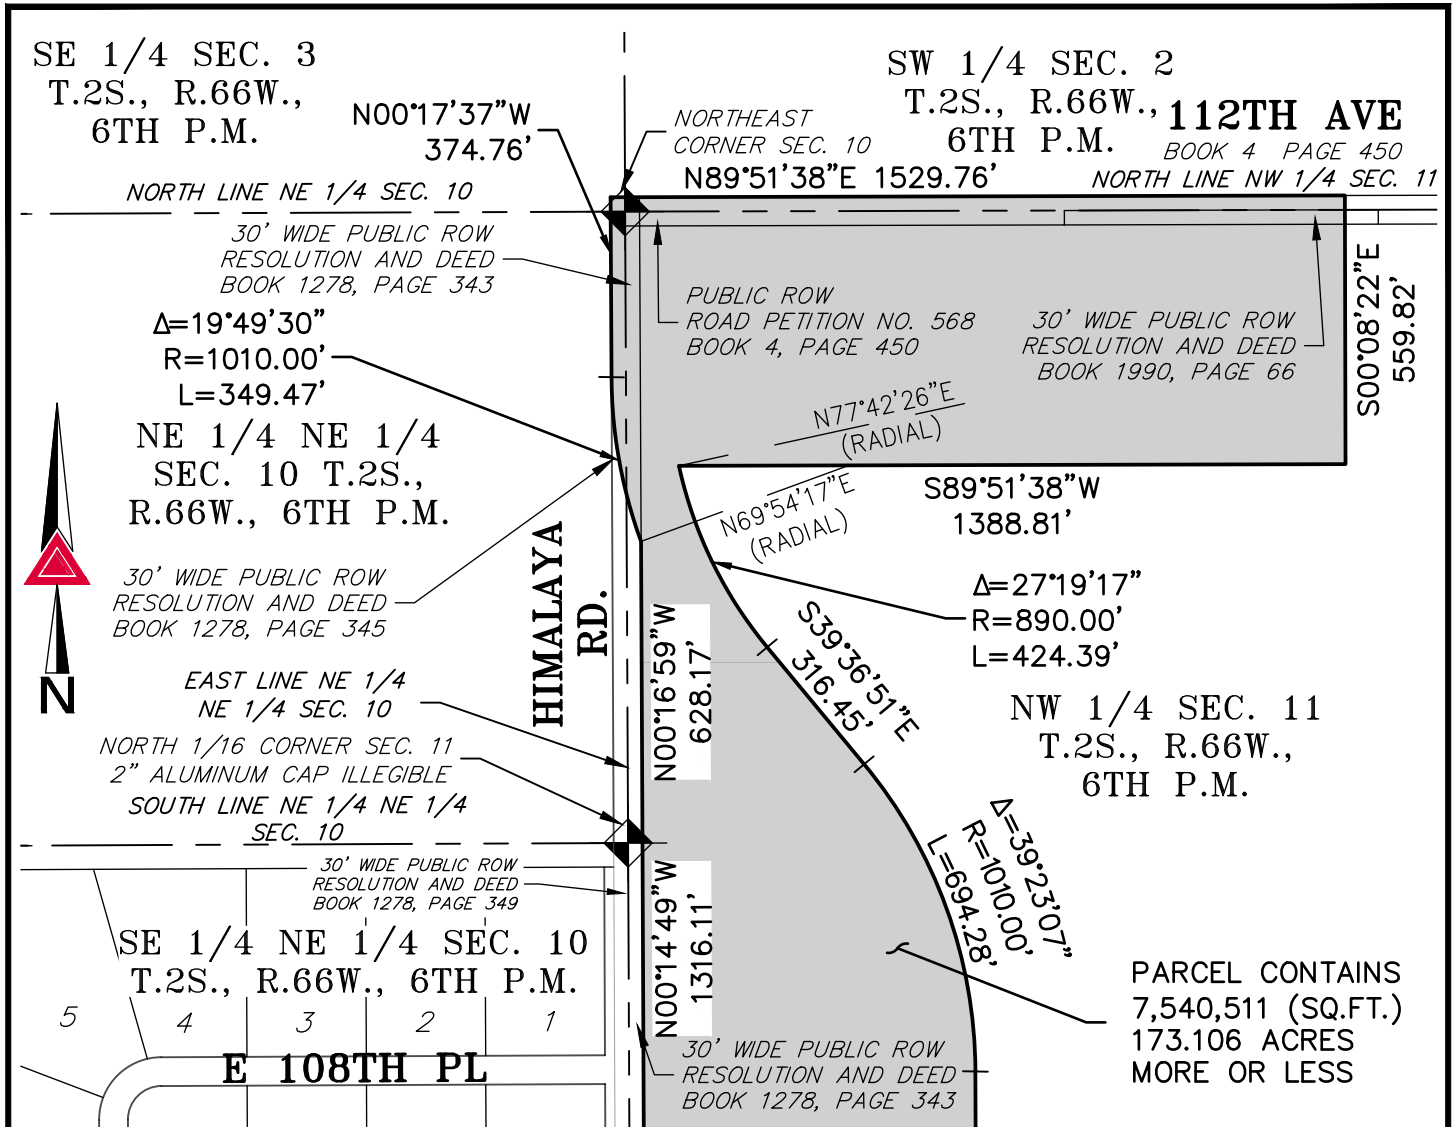 SE 1/4 SEC. 3
T.2S., R.66W.,
6TH P.M.
N00°17'37"W
374.76'
NORTHEAST
CORNER SEC. 10
SW 1/4 SEC. 2
T.2S., R.66W.,
6TH P.M.
112TH AVE
BOOK 4 PAGE 450
N89°51'38"E 1529.76'
NORTH LINE NW 1/4 SEC. 11
NORTH LINE NE 1/4 SEC. 10
30' WIDE PUBLIC ROW
RESOLUTION AND DEED
BOOK 1278, PAGE 343
PUBLIC ROW
ROAD PETITION NO. 568
BOOK 4, PAGE 450
30' WIDE PUBLIC ROW
RESOLUTION AND DEED
BOOK 1990, PAGE 66
S00°08'22"E
559.82'
Δ=19°49'30"
R=1010.00'
L=349.47'
NE 1/4 NE 1/4
SEC. 10 T.2S.,
R.66W., 6TH P.M.
N77°42'26"E
(RADIAL)
N69°54'17"E
(RADIAL)
S89°51'38"W
1388.81'
30' WIDE PUBLIC ROW
RESOLUTION AND DEED
BOOK 1278, PAGE 345
HIMALAYA
RD.
N00°16'59"W
628.17'
S39°36'51"E
316.45'
Δ=27°19'17"
R=890.00'
L=424.39'
N
EAST LINE NE 1/4
NE 1/4 SEC. 10
NORTH 1/16 CORNER SEC. 11
2" ALUMINUM CAP ILLEGIBLE
SOUTH LINE NE 1/4 NE 1/4
SEC. 10
NW 1/4 SEC. 11
T.2S., R.66W.,
6TH P.M.
30' WIDE PUBLIC ROW
RESOLUTION AND DEED
BOOK 1278, PAGE 349
N00°14'49"W
1316.11'
Δ=39°23'07"
R=1010.00'
L=694.28'
SE 1/4 NE 1/4 SEC. 10
T.2S., R.66W., 6TH P.M.
5 4 3 2 1
E 108TH PL
30' WIDE PUBLIC ROW
RESOLUTION AND DEED
BOOK 1278, PAGE 343
PARCEL CONTAINS
7,540,511 (SQ.FT.)
173.106 ACRES
MORE OR LESS